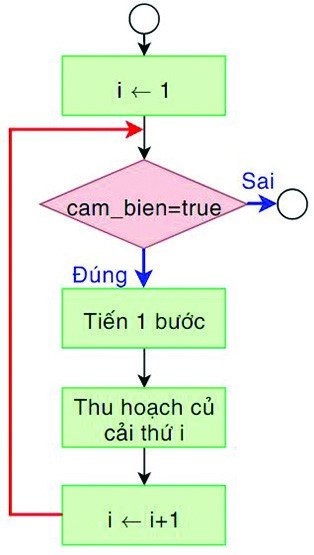 i ← 1
cam_bien=true
Sai
Đúng
Tiến 1 bước
Thu hoạch củ
cải thứ i
i ← i+1